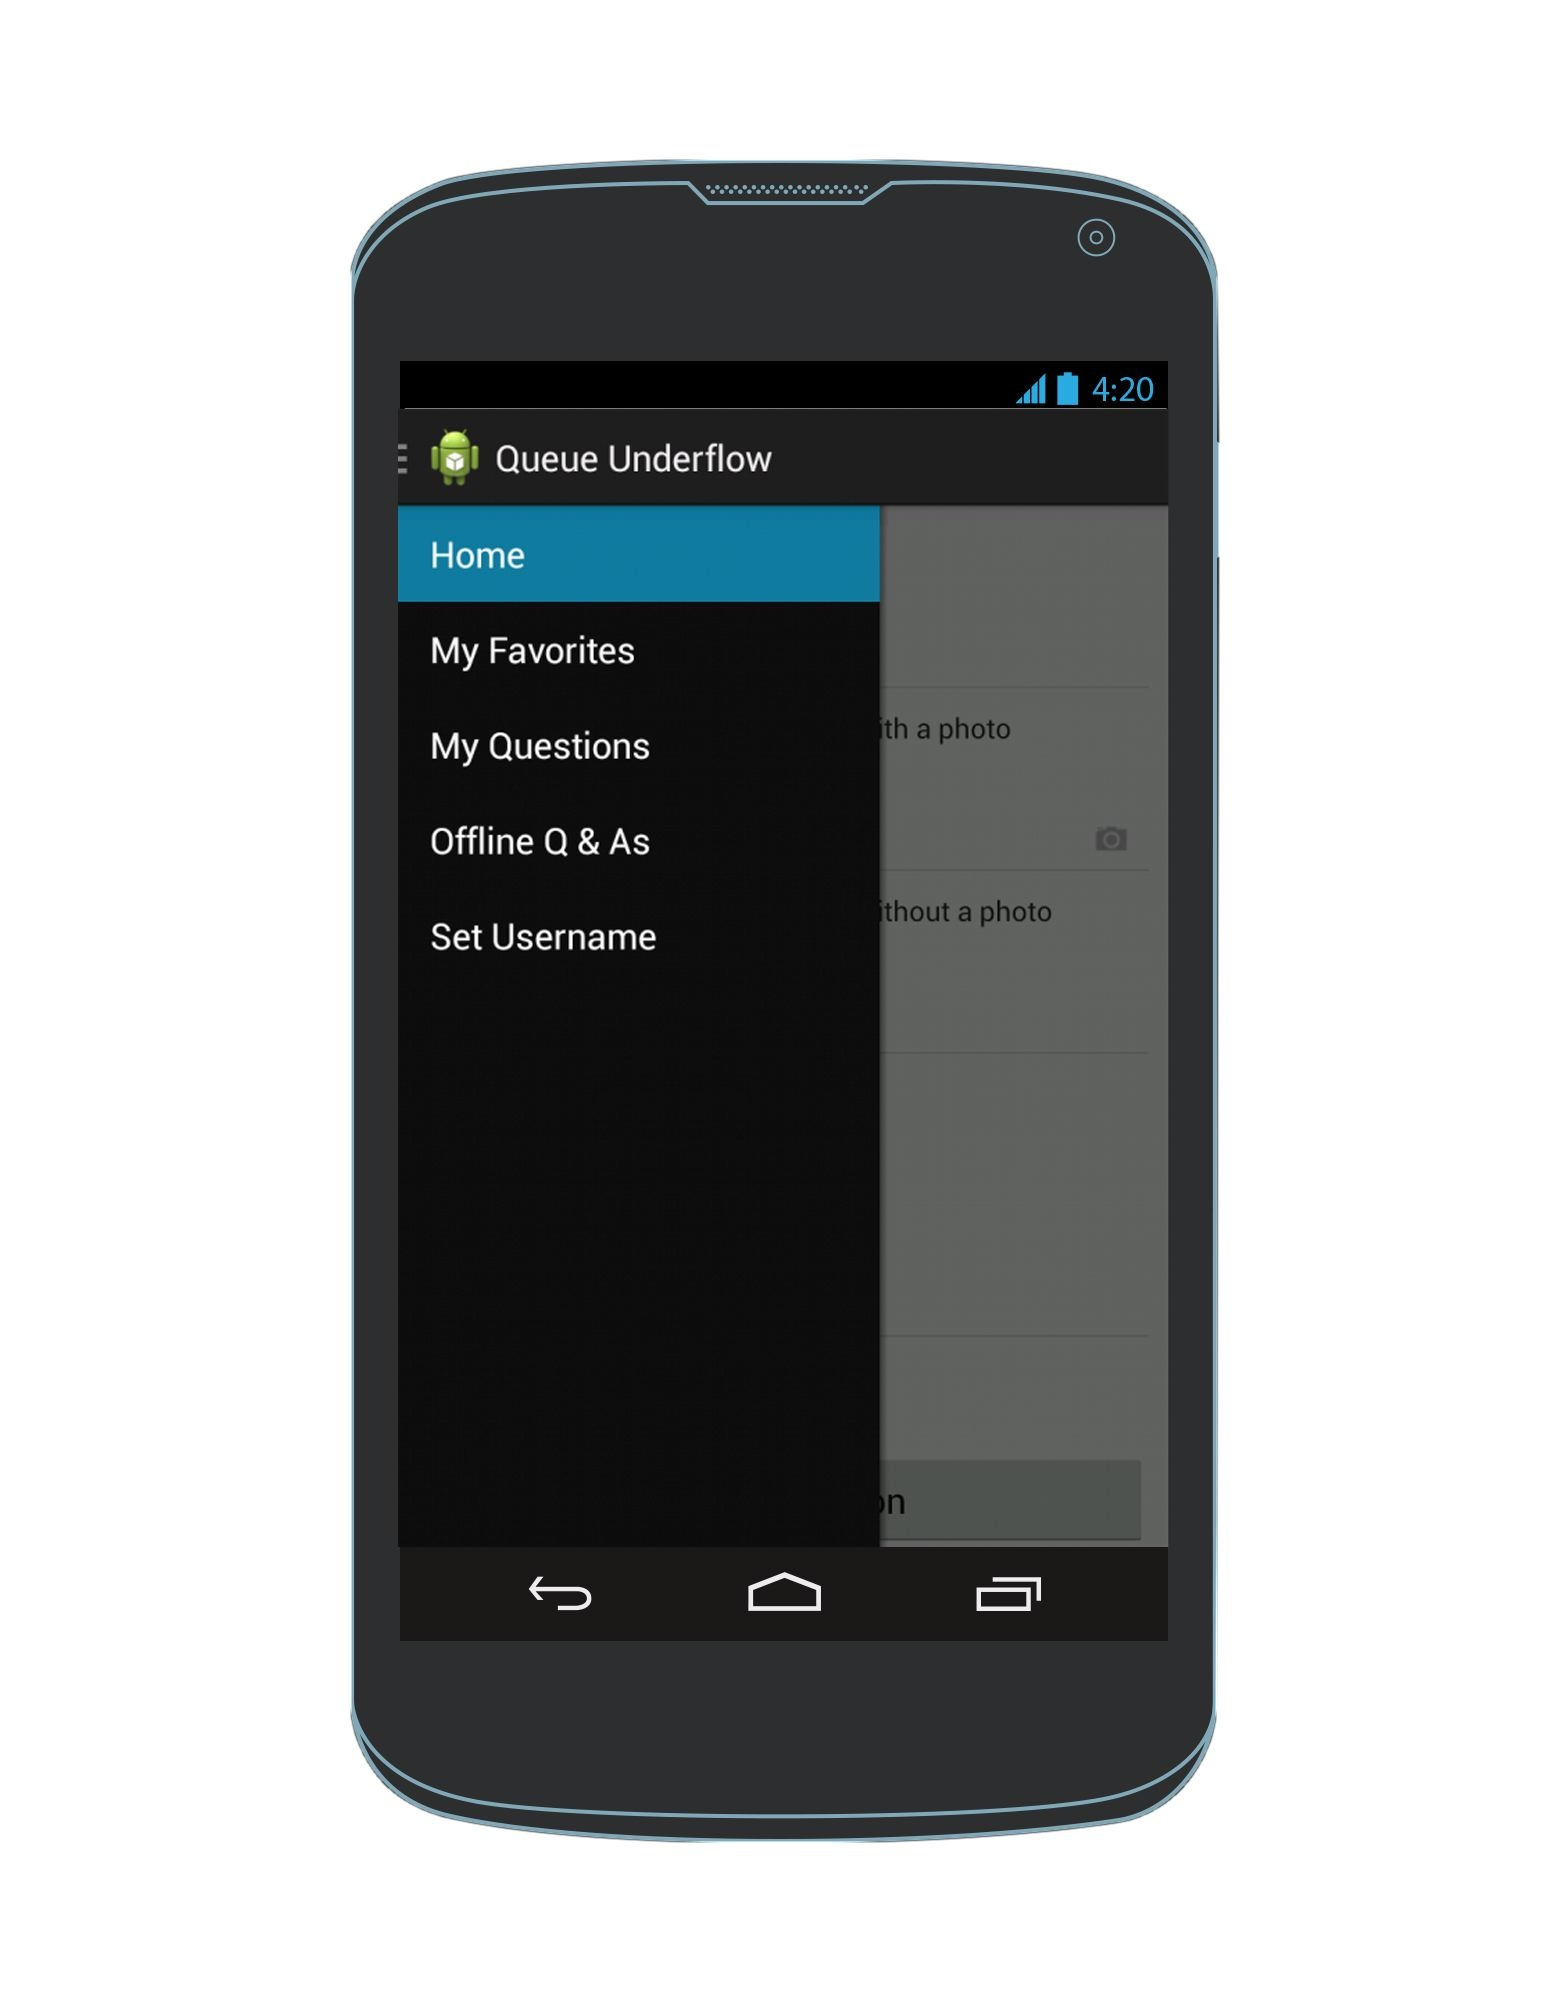 4:20
Queue Underflow
Home
My Favorites
ith a photo
My Questions
Offline Q & As
ithout a photo
Set Username
on